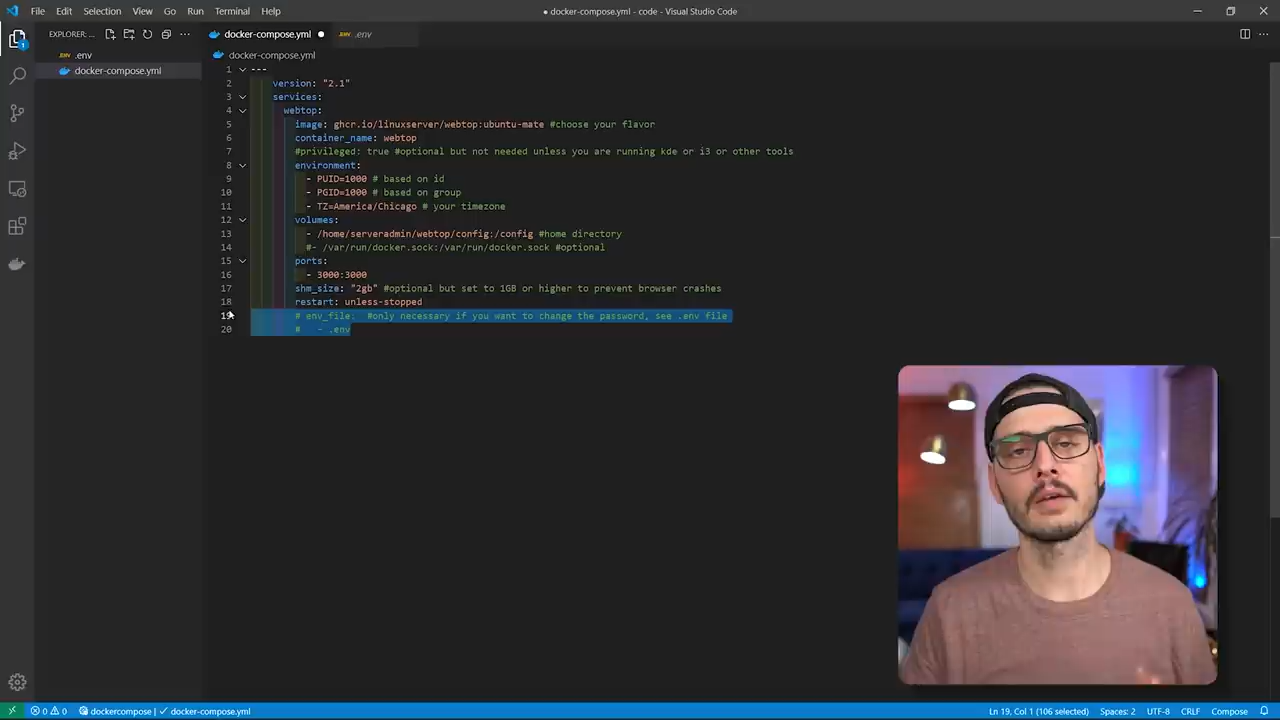 File Edit Selection View Go Run Terminal Help
● docker-compose.yml - code - Visual Studio Code
EXPLORER: ...
docker-compose.yml ●
.env
.env
docker-compose.yml
docker-compose.yml
1 ---
2 version: "2.1"
3 services:
4 webtop:
5 image: ghcr.io/linuxserver/webtop:ubuntu-mate #choose your flavor
6 container_name: webtop
7 #privileged: true #optional but not needed unless you are running kde or i3 or other tools
8 environment:
9 - PUID=1000 # based on id
10 - PGID=1000 # based on group
11 - TZ=America/Chicago # your timezone
12 volumes:
13 - /home/serveradmin/webtop/config:/config #home directory
14 #- /var/run/docker.sock:/var/run/docker.sock #optional
15 ports:
16 - 3000:3000
17 shm_size: "2gb" #optional but set to 1GB or higher to prevent browser crashes
18 restart: unless-stopped
19 # env_file: #only necessary if you want to change the password, see .env file
20 # - .env
1
0 0 dockercompose docker-compose.yml
Ln 19, Col 1 (106 selected) Spaces: 2 UTF-8 CRLF Compose